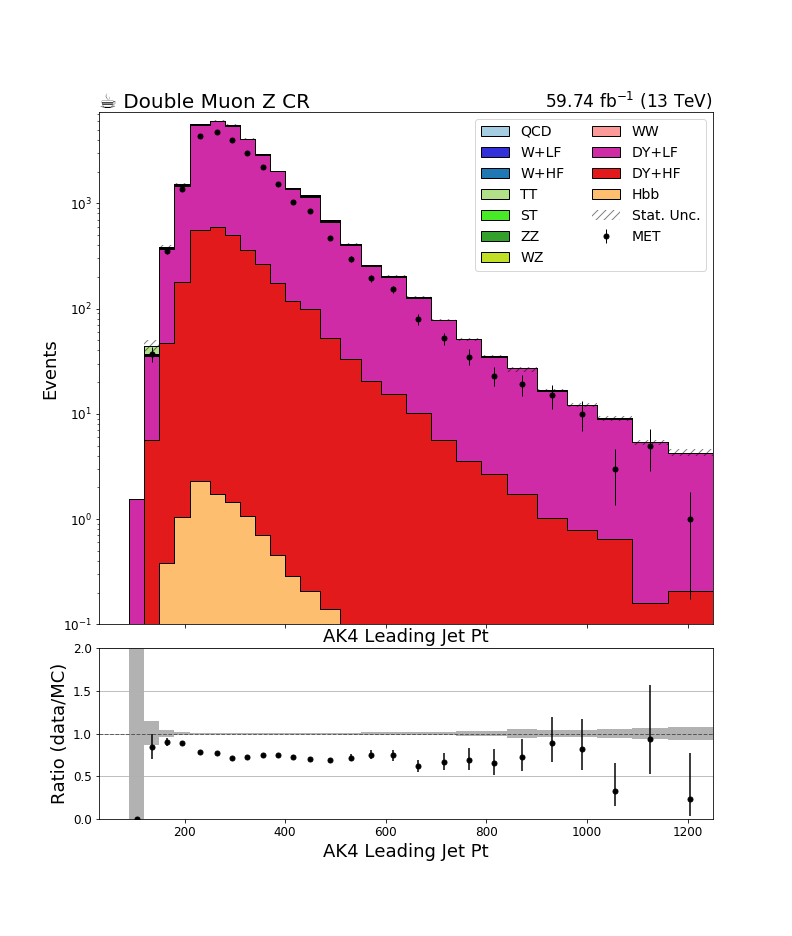 ☕ Double Muon Z CR 59.74 fb⁻¹ (13 TeV)
QCD WW
W+LF DY+LF
W+HF DY+HF
TT Hbb
ST Stat. Unc.
ZZ MET
WZ
Events
10³
10²
10¹
10⁰
10⁻¹
AK4 Leading Jet Pt
Ratio (data/MC)
2.0
1.5
1.0
0.5
0.0
200 400 600 800 1000 1200
AK4 Leading Jet Pt